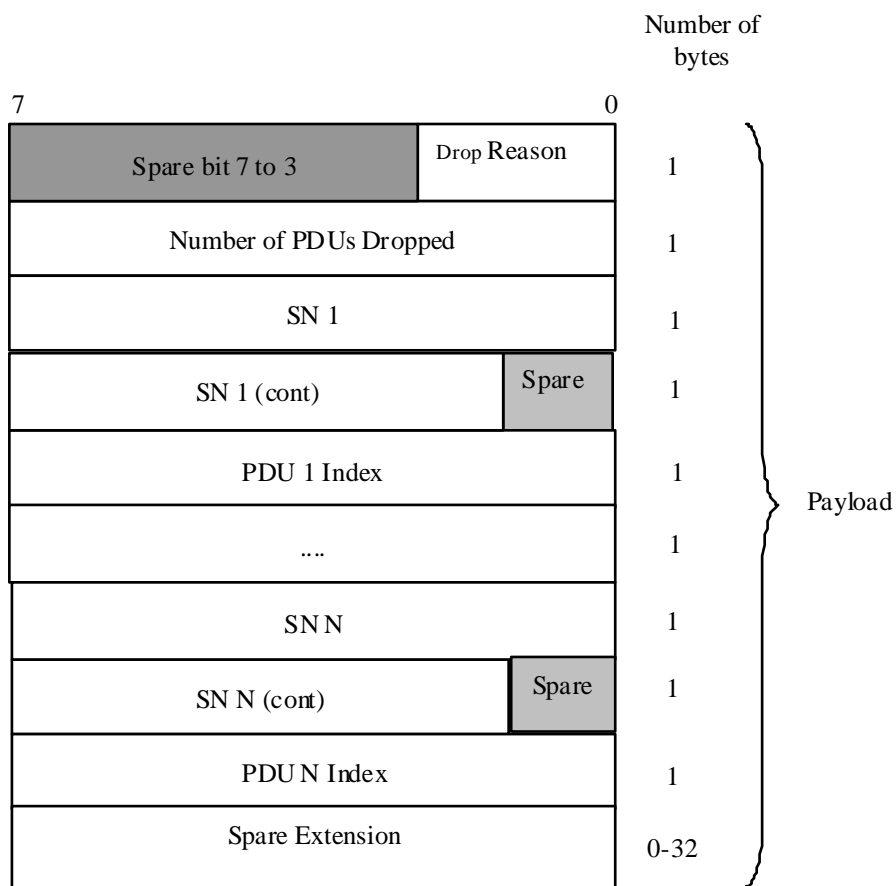 Number of
bytes
7 0
Spare bit 7 to 3 Drop Reason 1
Number of PDUs Dropped 1
SN 1 1
SN 1 (cont) Spare 1
PDU 1 Index 1
Payload
.... 1
SN N 1
SN N (cont) Spare 1
PDU N Index 1
Spare Extension 0-32